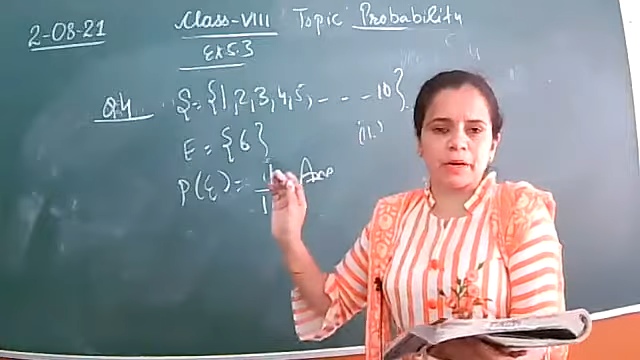 2-08-21
Class-VIII Topic Probability
Ex 5.3
Q4 S={1,2,3,4,5,- - - -10}
E = {6}
(ii.)
P(E)= 1 Ans
1